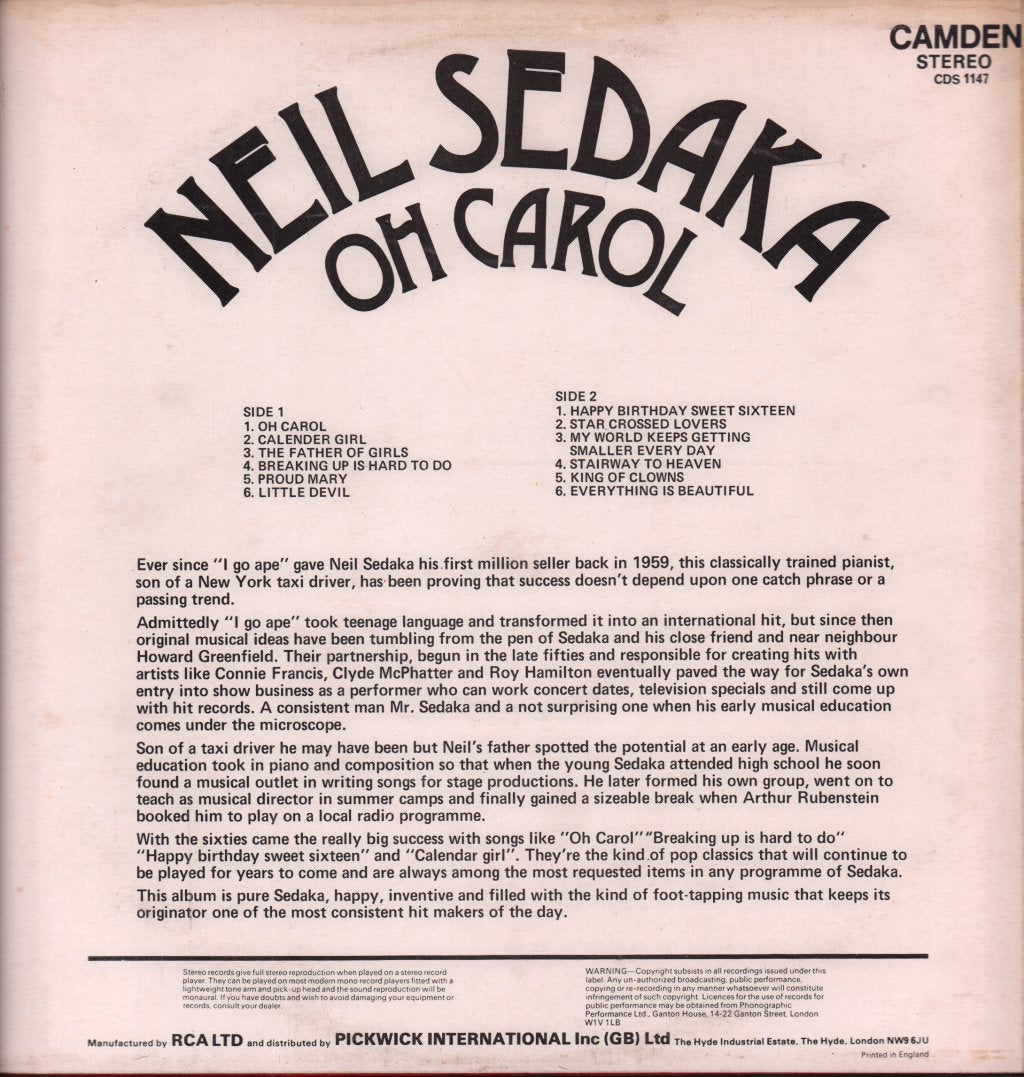 CAMDEN
STEREO
CDS 1147
NEIL SEDAKA
OH CAROL
SIDE 1
1. OH CAROL
2. CALENDER GIRL
3. THE FATHER OF GIRLS
4. BREAKING UP IS HARD TO DO
5. PROUD MARY
6. LITTLE DEVIL
SIDE 2
1. HAPPY BIRTHDAY SWEET SIXTEEN
2. STAR CROSSED LOVERS
3. MY WORLD KEEPS GETTING
SMALLER EVERY DAY
4. STAIRWAY TO HEAVEN
5. KING OF CLOWNS
6. EVERYTHING IS BEAUTIFUL
Ever since "I go ape" gave Neil Sedaka his first million seller back in 1959, this classically trained pianist,
son of a New York taxi driver, has been proving that success doesn't depend upon one catch phrase or a
passing trend.
Admittedly "I go ape" took teenage language and transformed it into an international hit, but since then
original musical ideas have been tumbling from the pen of Sedaka and his close friend and near neighbour
Howard Greenfield. Their partnership, begun in the late fifties and responsible for creating hits with
artists like Connie Francis, Clyde McPhatter and Roy Hamilton eventually paved the way for Sedaka's own
entry into show business as a performer who can work concert dates, television specials and still come up
with hit records. A consistent man Mr. Sedaka and a not surprising one when his early musical education
comes under the microscope.
Son of a taxi driver he may have been but Neil's father spotted the potential at an early age. Musical
education took in piano and composition so that when the young Sedaka attended high school he soon
found a musical outlet in writing songs for stage productions. He later formed his own group, went on to
teach as musical director in summer camps and finally gained a sizeable break when Arthur Rubenstein
booked him to play on a local radio programme.
With the sixties came the really big success with songs like "Oh Carol" "Breaking up is hard to do"
"Happy birthday sweet sixteen" and "Calendar girl". They're the kind of pop classics that will continue to
be played for years to come and are always among the most requested items in any programme of Sedaka.
This album is pure Sedaka, happy, inventive and filled with the kind of foot-tapping music that keeps its
originator one of the most consistent hit makers of the day.
Stereo records give full stereo reproduction when played on a stereo record
player. They can be played on most modern mono record players fitted with a
lightweight tone arm and pick-up head and the sound reproduction will be
monaural. If you have doubts and wish to avoid damaging your equipment or
records, consult your dealer.
WARNING—Copyright subsists in all recordings issued under this
label. Any un-authorized broadcasting, public performance,
copying or re-recording in any manner whatsoever will constitute
infringement of such copyright. Licences for the use of records for
public performance may be obtained from Phonographic
Performance Ltd., Ganton House, 14-22 Ganton Street, London
W1V 1LB
Manufactured by RCA LTD and distributed by PICKWICK INTERNATIONAL Inc (GB) Ltd The Hyde Industrial Estate, The Hyde, London NW9 6JU
Printed in England